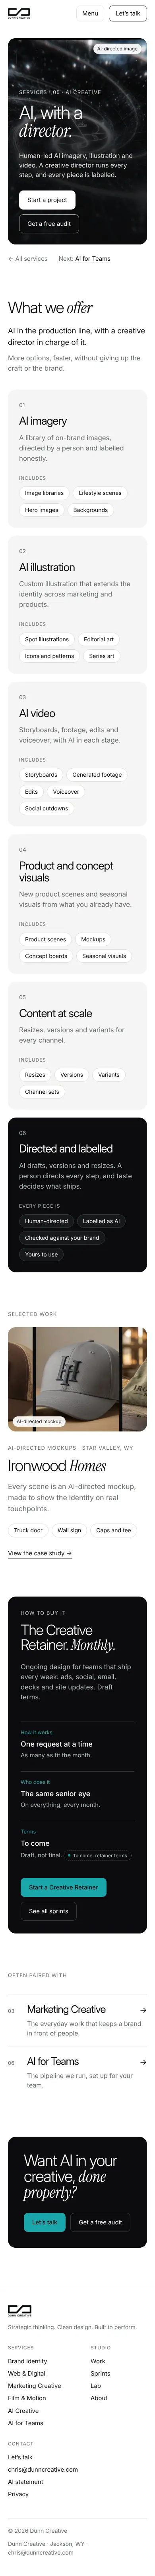 Menu
Let's talk
AI-directed image
SERVICES / 05 · AI CREATIVE
AI, with a
director.
Human-led AI imagery, illustration and
video. A creative director runs every
step, and every piece is labelled.
Start a project
Get a free audit
← All services
Next: AI for Teams
What we offer
AI in the production line, with a creative
director in charge of it.
More options, faster, without giving up the
craft or the brand.
01
AI imagery
A library of on-brand images,
directed by a person and labelled
honestly.
INCLUDES
Image libraries
Lifestyle scenes
Hero images
Backgrounds
02
AI illustration
Custom illustration that extends the
identity across marketing and
products.
INCLUDES
Spot illustrations
Editorial art
Icons and patterns
Series art
03
AI video
Storyboards, footage, edits and
voiceover, with AI in each stage.
INCLUDES
Storyboards
Generated footage
Edits
Voiceover
Social cutdowns
04
Product and concept
visuals
New product scenes and seasonal
visuals from what you already have.
INCLUDES
Product scenes
Mockups
Concept boards
Seasonal visuals
05
Content at scale
Resizes, versions and variants for
every channel.
INCLUDES
Resizes
Versions
Variants
Channel sets
06
Directed and labelled
AI drafts, versions and resizes. A
person directs every step, and taste
decides what ships.
EVERY PIECE IS
Human-directed
Labelled as AI
Checked against your brand
Yours to use
SELECTED WORK
AI-directed mockup
AI-DIRECTED MOCKUPS · STAR VALLEY, WY
Ironwood Homes
Every scene is an AI-directed mockup,
made to show the identity on real
touchpoints.
Truck door
Wall sign
Caps and tee
View the case study →
HOW TO BUY IT
The Creative
Retainer. Monthly.
Ongoing design for teams that ship
every week: ads, social, email,
decks and site updates. Draft
terms.
How it works
One request at a time
As many as fit the month.
Who does it
The same senior eye
On everything, every month.
Terms
To come
Draft, not final.
To come: retainer terms
Start a Creative Retainer
See all sprints
OFTEN PAIRED WITH
03
Marketing Creative
→
The everyday work that keeps a brand
in front of people.
06
AI for Teams
→
The pipeline we run, set up for your
team.
Want AI in your
creative, done
properly?
Let's talk
Get a free audit
Strategic thinking. Clean design. Built to perform.
SERVICES
Brand Identity
Web & Digital
Marketing Creative
Film & Motion
AI Creative
AI for Teams
STUDIO
Work
Sprints
Lab
About
CONTACT
Let's talk
chris@dunncreative.com
AI statement
Privacy
© 2026 Dunn Creative
Dunn Creative · Jackson, WY ·
chris@dunncreative.com